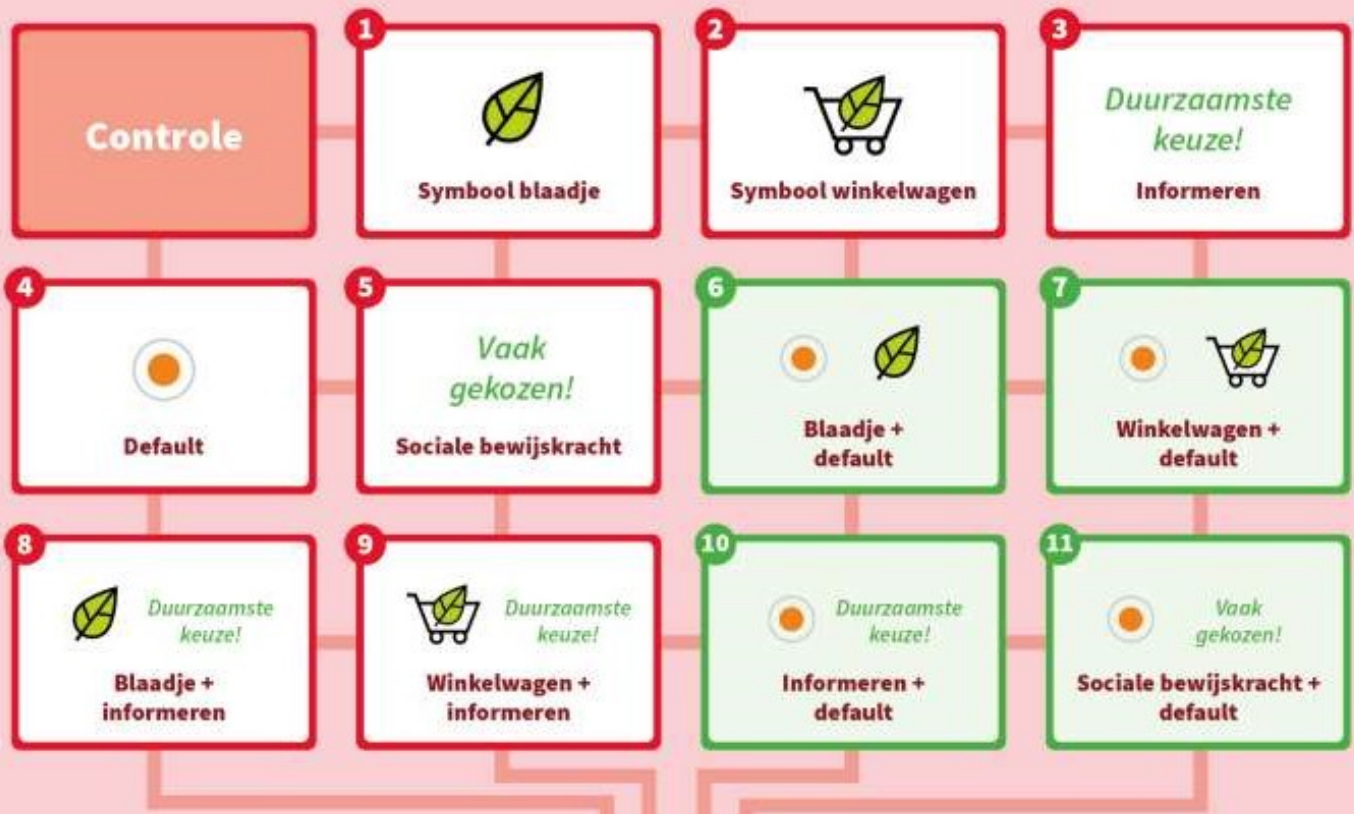 Controle
1
Symbool blaadje
2
Symbool winkelwagen
3
Duurzaamste
keuze!
Informeren
4
Default
5
Vaak
gekozen!
Sociale bewijskracht
6
Blaadje +
default
7
Winkelwagen +
default
8
Duurzaamste
keuze!
Blaadje +
informeren
9
Duurzaamste
keuze!
Winkelwagen +
informeren
10
Duurzaamste
keuze!
Informeren +
default
11
Vaak
gekozen!
Sociale bewijskracht +
default